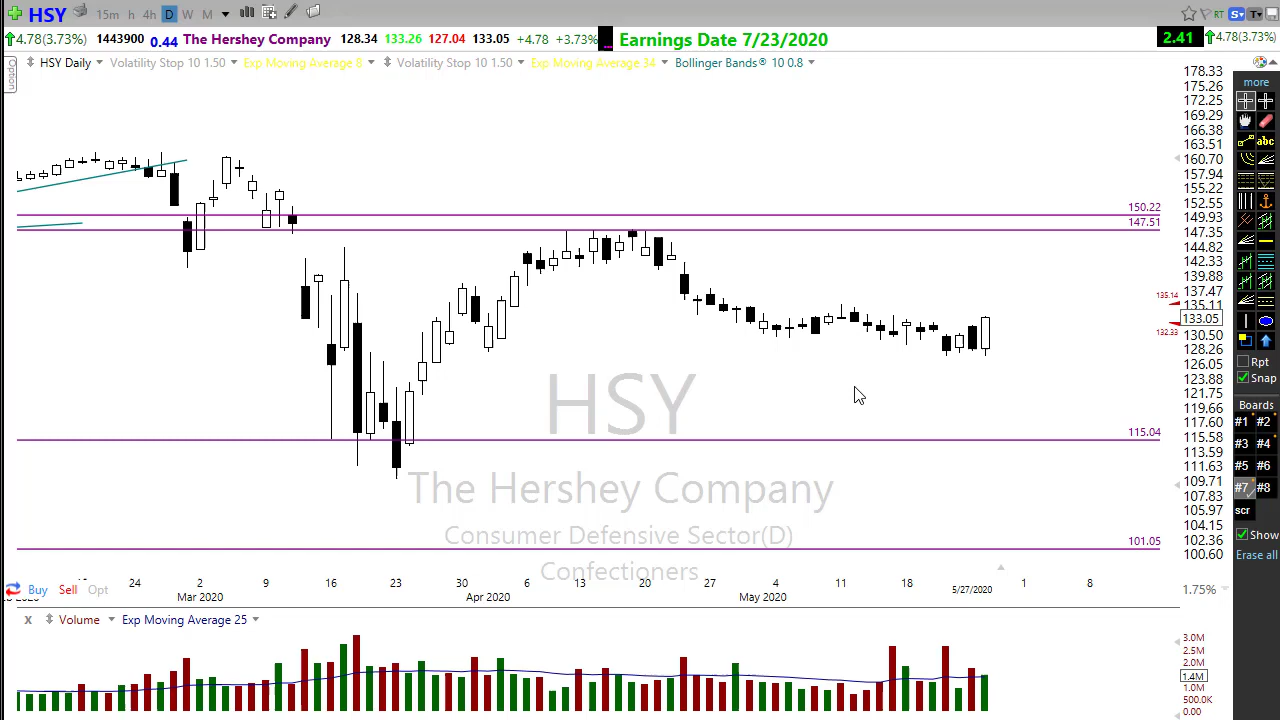 HSY 15m h 4h D W M RT S T
4.78(3.73%) 1443900 0.44 The Hershey Company 128.34 133.26 127.04 133.05 +4.78 +3.73% Earnings Date 7/23/2020 2.41 4.78(3.73%)
Option HSY Daily Volatility Stop 10 1.50 Exp Moving Average 8 Volatility Stop 10 1.50 Exp Moving Average 34 Bollinger Bands® 10 0.8
178.33
175.26
172.25
169.29
166.38
163.51
160.70
157.94
155.22
152.55
149.93
147.35
144.82
142.33
139.88
137.47
135.11
133.05
130.50
128.26
126.05
123.88
121.75
119.66
117.60
115.58
113.59
111.63
109.71
107.83
105.97
104.15
102.36
100.60
150.22
147.51
135.14
132.33
115.04
101.05
HSY
The Hershey Company
Consumer Defensive Sector(D)
Confectioners
24 2 9 16 23 30 6 13 20 27 4 11 18 5/27/2020 1 8
Mar 2020 Apr 2020 May 2020
Buy Sell Opt 1.75%
X Volume Exp Moving Average 25
3.0M
2.5M
2.0M
1.4M
1.0M
500.0K
0.00
more
abc
Rpt
Snap
Boards
#1 #2
#3 #4
#5 #6
#7 #8
scr
Show
Erase all